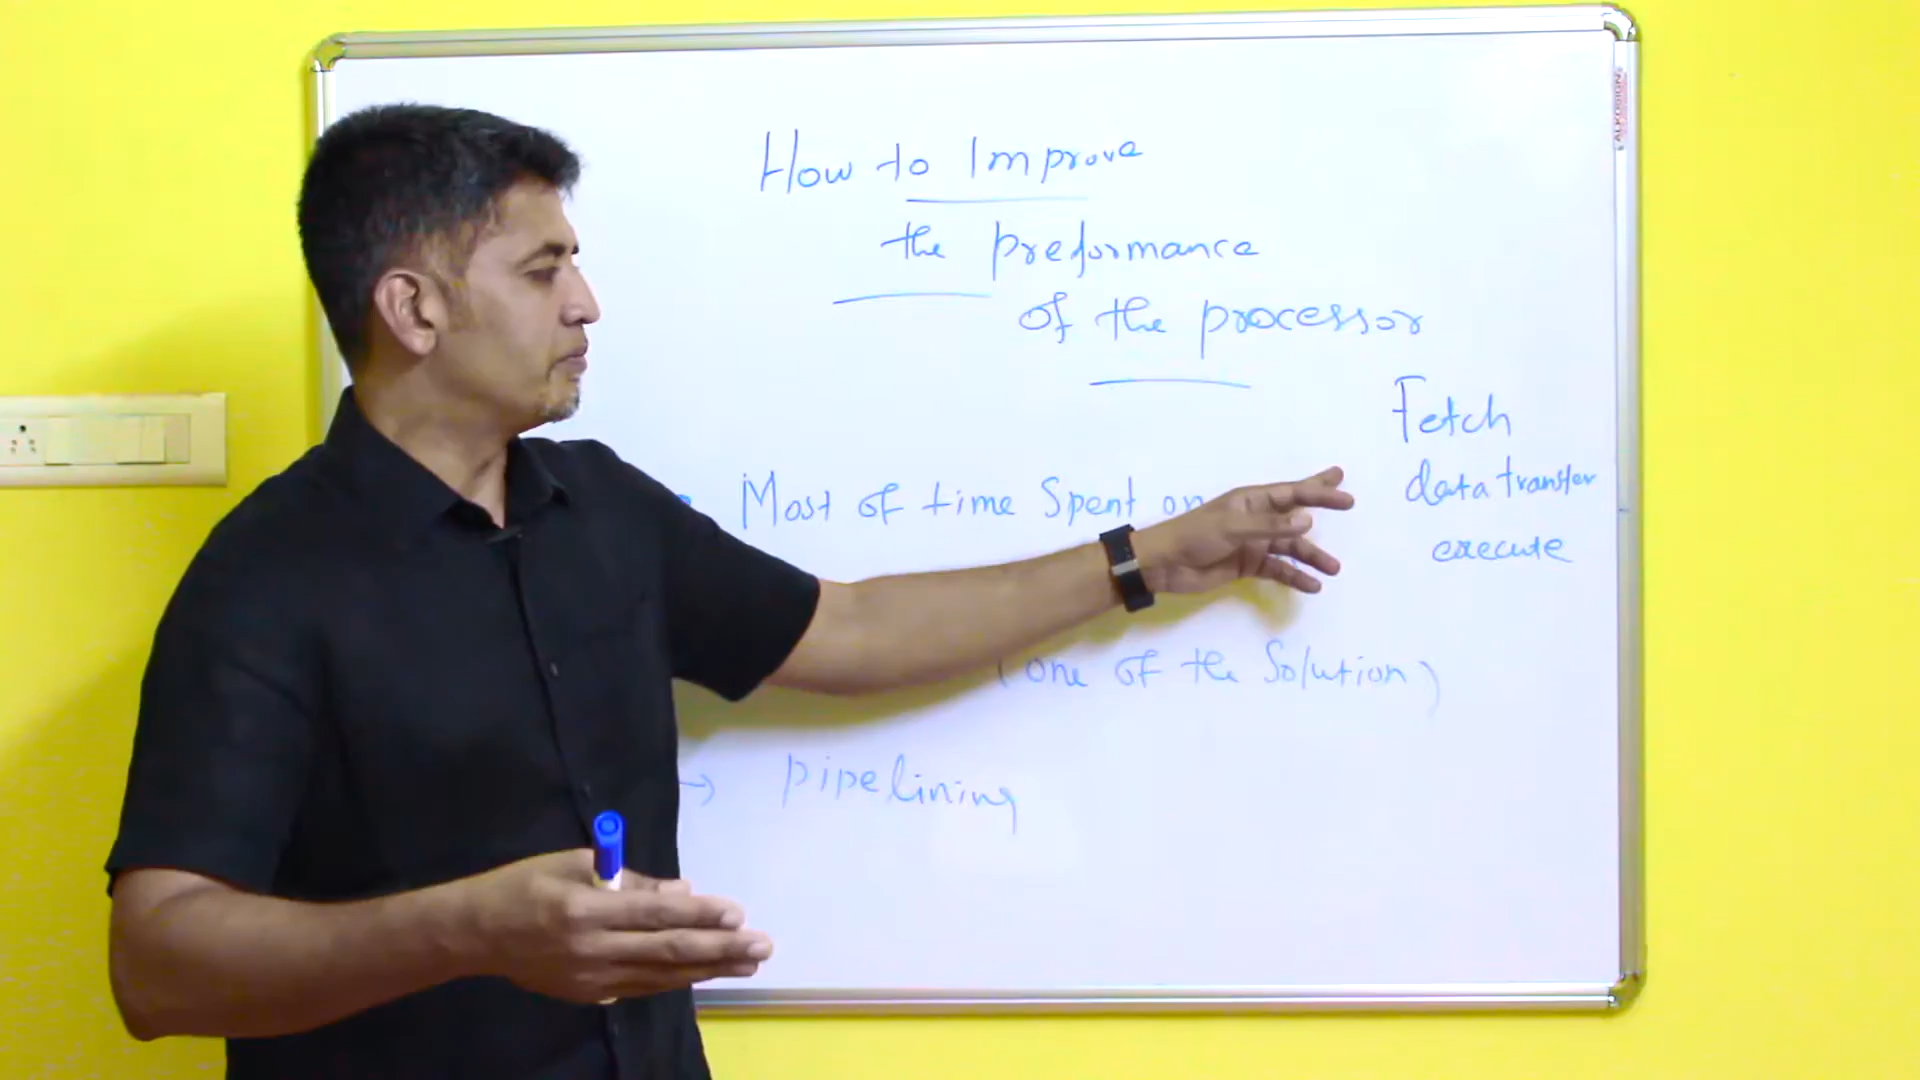 How to Improve
the preformance
of the processor
Fetch
Most of time Spent on
data transfer
execute
(one of the Solution)
→ pipelining
ALKOSIGN